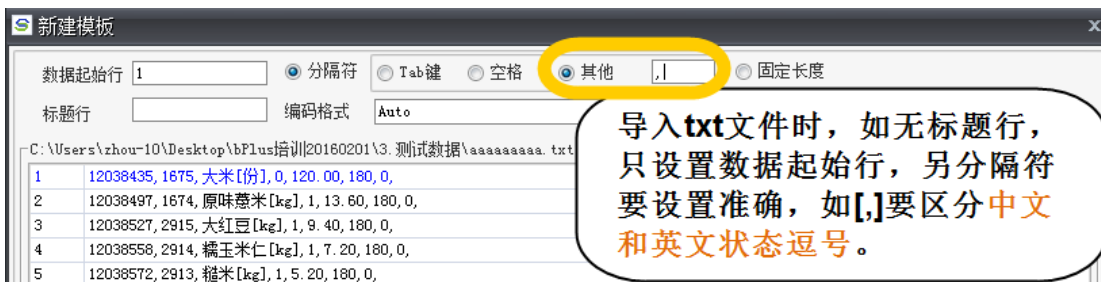 新建模板 x
数据起始行 1 分隔符 Tab键 空格 其他 , 固定长度
标题行 编码格式 Auto
C:\Users\zhou-10\Desktop\bPlus培训20160201\3.测试数据\aaaaaaaaa.txt
1 12038435,1675,大米[份],0,120.00,180,0,
2 12038497,1674,原味薏米[kg],1,13.60,180,0,
3 12038527,2915,大红豆[kg],1,9.40,180,0,
4 12038558,2914,糯玉米仁[kg],1,7.20,180,0,
5 12038572,2913,糙米[kg],1,5.20,180,0,
导入txt文件时，如无标题行，
只设置数据起始行，另分隔符
要设置准确，如[,]要区分中文
和英文状态逗号。